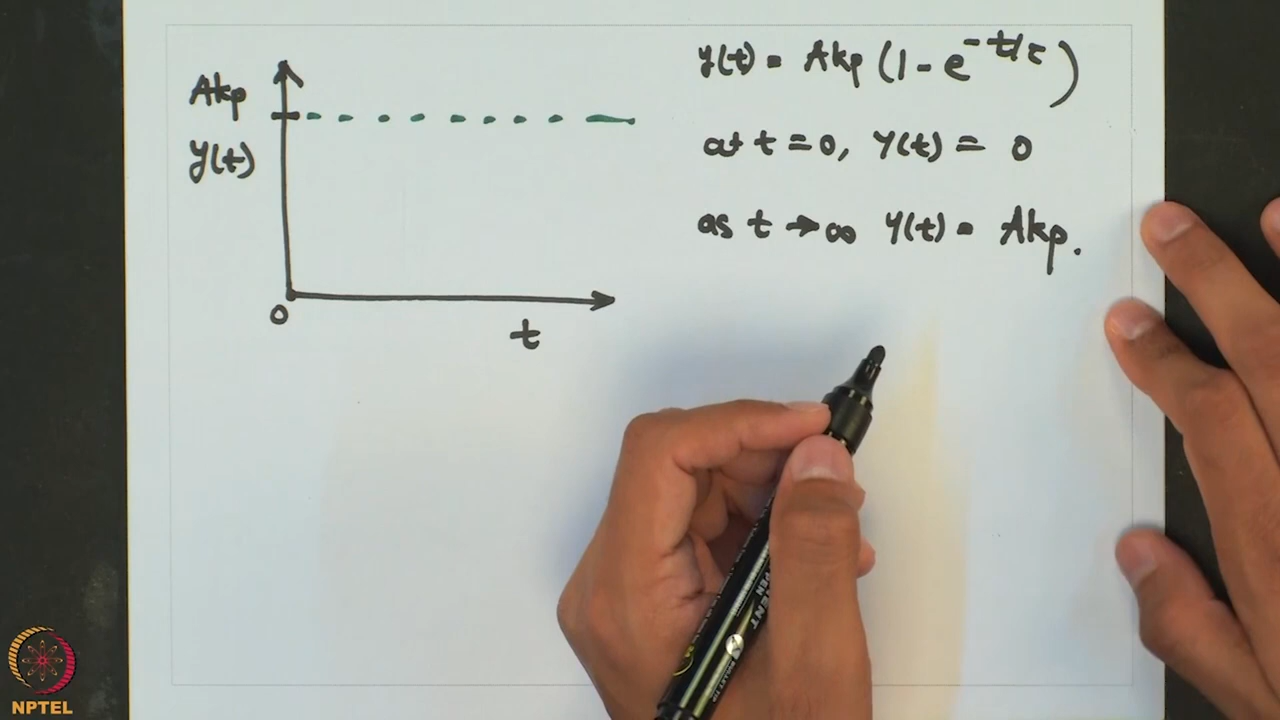 Akp
y(t)
0
t
y(t) = Akp (1 - e^-t/τ)
at t = 0, y(t) = 0
as t → ∞ y(t) = Akp.
NPTEL